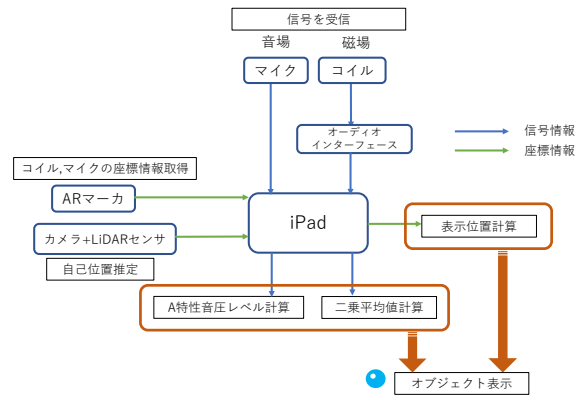 信号を受信
音場
磁場
マイク
コイル
オーディオ
インターフェース
信号情報
座標情報
コイル,マイクの座標情報取得
ARマーカ
iPad
表示位置計算
カメラ+LiDARセンサ
自己位置推定
A特性音圧レベル計算
二乗平均値計算
オブジェクト表示